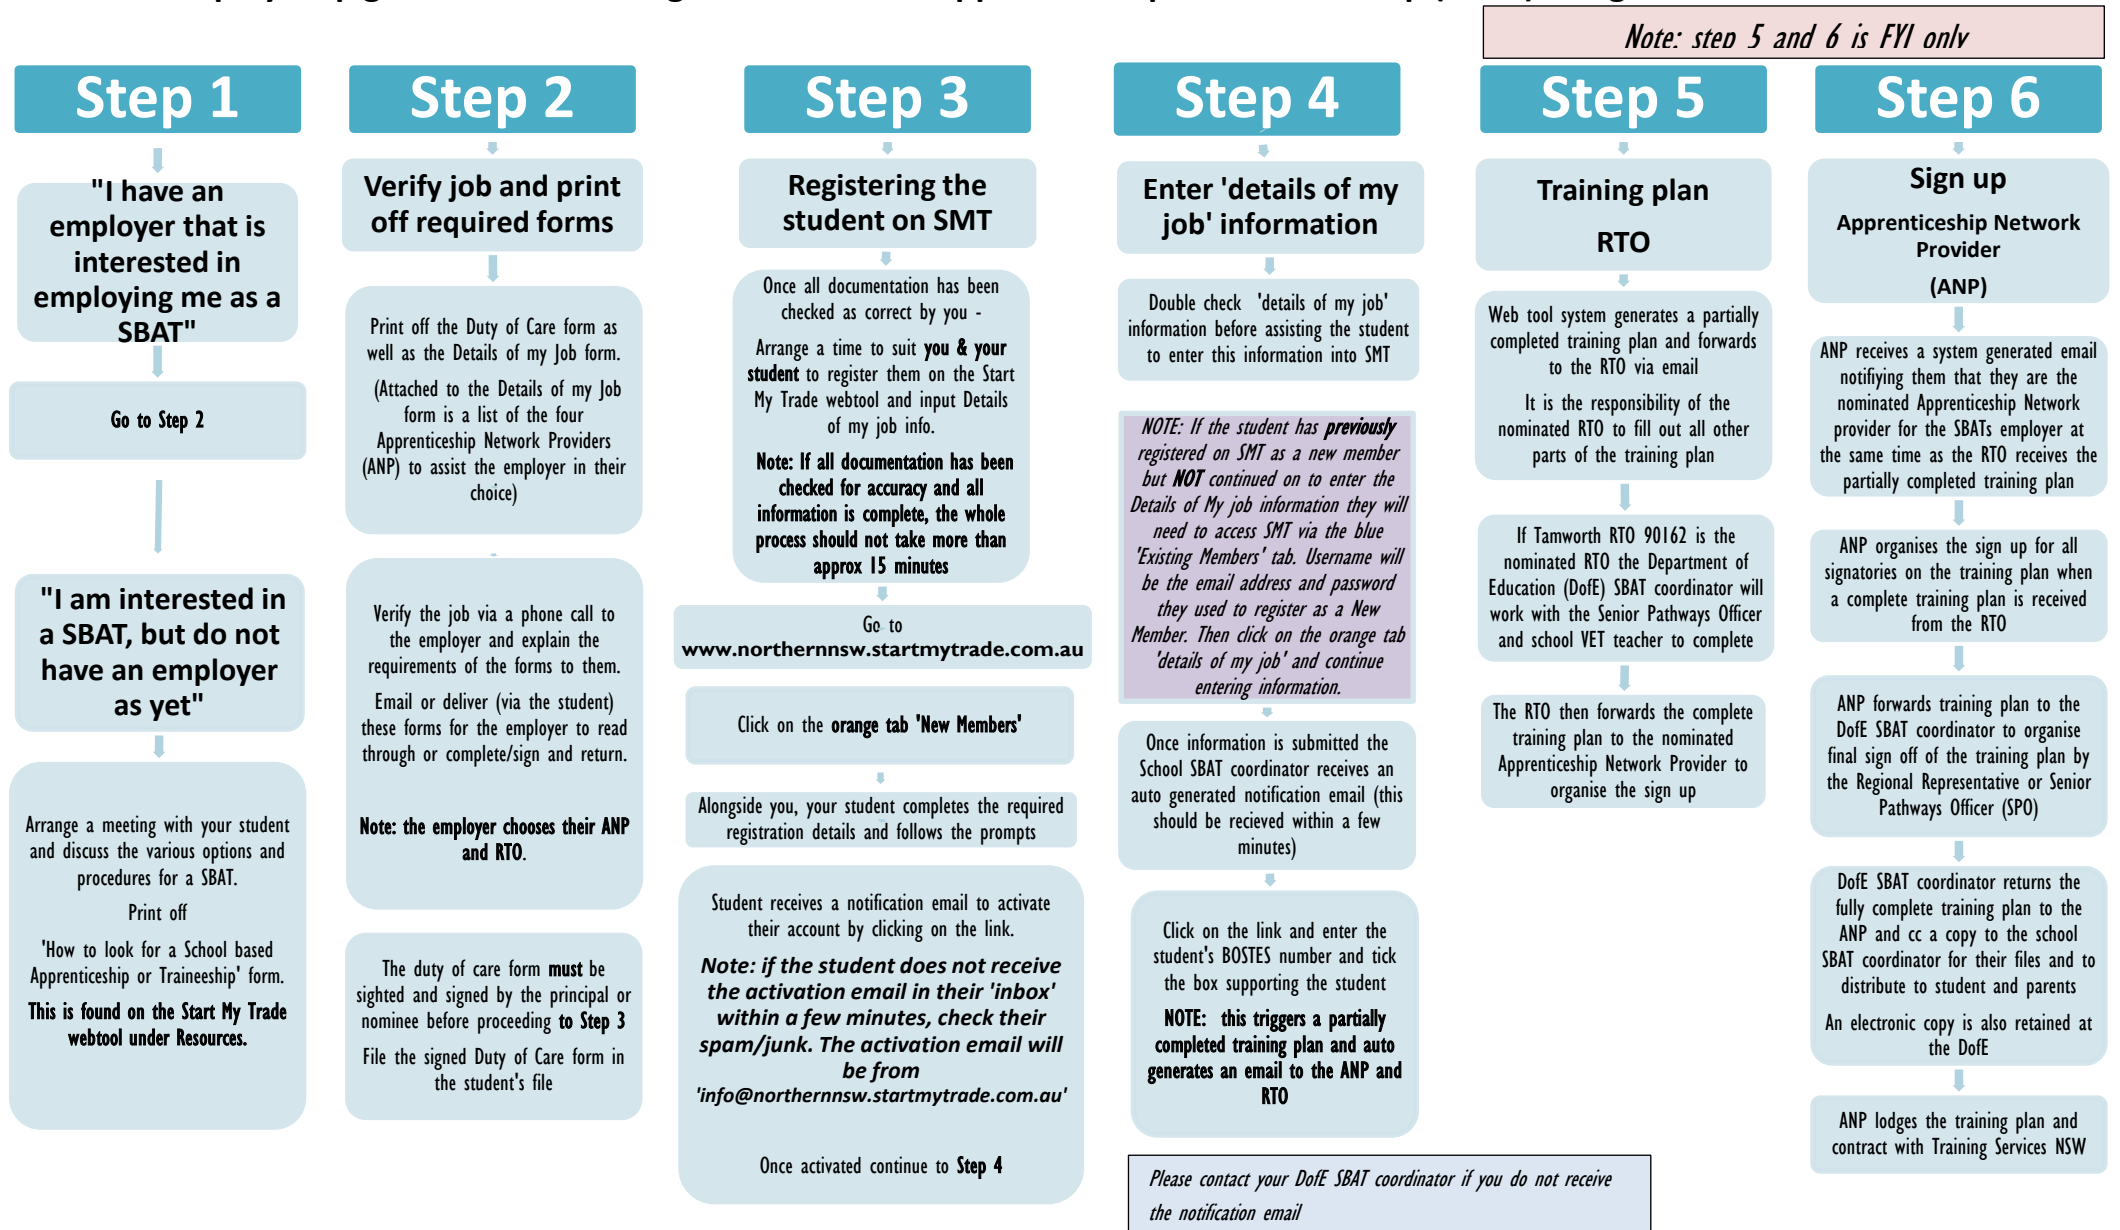 Note: step 5 and 6 is FYI only
Step 1
"I have an
employer that is
interested in
employing me as a
SBAT"
Go to Step 2
"I am interested in
a SBAT, but do not
have an employer
as yet"
Arrange a meeting with your student
and discuss the various options and
procedures for a SBAT.
Print off
'How to look for a School based
Apprenticeship or Traineeship' form.
This is found on the Start My Trade
webtool under Resources.
Step 2
Verify job and print
off required forms
Print off the Duty of Care form as
well as the Details of my Job form.
(Attached to the Details of my Job
form is a list of the four
Apprenticeship Network Providers
(ANP) to assist the employer in their
choice)
Verify the job via a phone call to
the employer and explain the
requirements of the forms to them.
Email or deliver (via the student)
these forms for the employer to read
through or complete/sign and return.
Note: the employer chooses their ANP
and RTO.
The duty of care form must be
sighted and signed by the principal or
nominee before proceeding to Step 3
File the signed Duty of Care form in
the student's file
Step 3
Registering the
student on SMT
Once all documentation has been
checked as correct by you -
Arrange a time to suit you & your
student to register them on the Start
My Trade webtool and input Details
of my job info.
Note: If all documentation has been
checked for accuracy and all
information is complete, the whole
process should not take more than
approx 15 minutes
Go to
www.northernnsw.startmytrade.com.au
Click on the orange tab 'New Members'
Alongside you, your student completes the required
registration details and follows the prompts
Student receives a notification email to activate
their account by clicking on the link.
Note: if the student does not receive
the activation email in their 'inbox'
within a few minutes, check their
spam/junk. The activation email will
be from
'info@northernnsw.startmytrade.com.au'
Once activated continue to Step 4
Step 4
Enter 'details of my
job' information
Double check 'details of my job'
information before assisting the student
to enter this information into SMT
NOTE: If the student has previously
registered on SMT as a new member
but NOT continued on to enter the
Details of My job information they will
need to access SMT via the blue
'Existing Members' tab. Username will
be the email address and password
they used to register as a New
Member. Then click on the orange tab
'details of my job' and continue
entering information.
Once information is submitted the
School SBAT coordinator receives an
auto generated notification email (this
should be recieved within a few
minutes)
Click on the link and enter the
student's BOSTES number and tick
the box supporting the student
NOTE: this triggers a partially
completed training plan and auto
generates an email to the ANP and
RTO
Please contact your DofE SBAT coordinator if you do not receive
the notification email
Step 5
Training plan
RTO
Web tool system generates a partially
completed training plan and forwards
to the RTO via email
It is the responsibility of the
nominated RTO to fill out all other
parts of the training plan
If Tamworth RTO 90162 is the
nominated RTO the Department of
Education (DofE) SBAT coordinator will
work with the Senior Pathways Officer
and school VET teacher to complete
The RTO then forwards the complete
training plan to the nominated
Apprenticeship Network Provider to
organise the sign up
Step 6
Sign up
Apprenticeship Network
Provider
(ANP)
ANP receives a system generated email
notifiying them that they are the
nominated Apprenticeship Network
provider for the SBATs employer at
the same time as the RTO receives the
partially completed training plan
ANP organises the sign up for all
signatories on the training plan when
a complete training plan is received
from the RTO
ANP forwards training plan to the
DofE SBAT coordinator to organise
final sign off of the training plan by
the Regional Representative or Senior
Pathways Officer (SPO)
DofE SBAT coordinator returns the
fully complete training plan to the
ANP and cc a copy to the school
SBAT coordinator for their files and to
distribute to student and parents
An electronic copy is also retained at
the DofE
ANP lodges the training plan and
contract with Training Services NSW